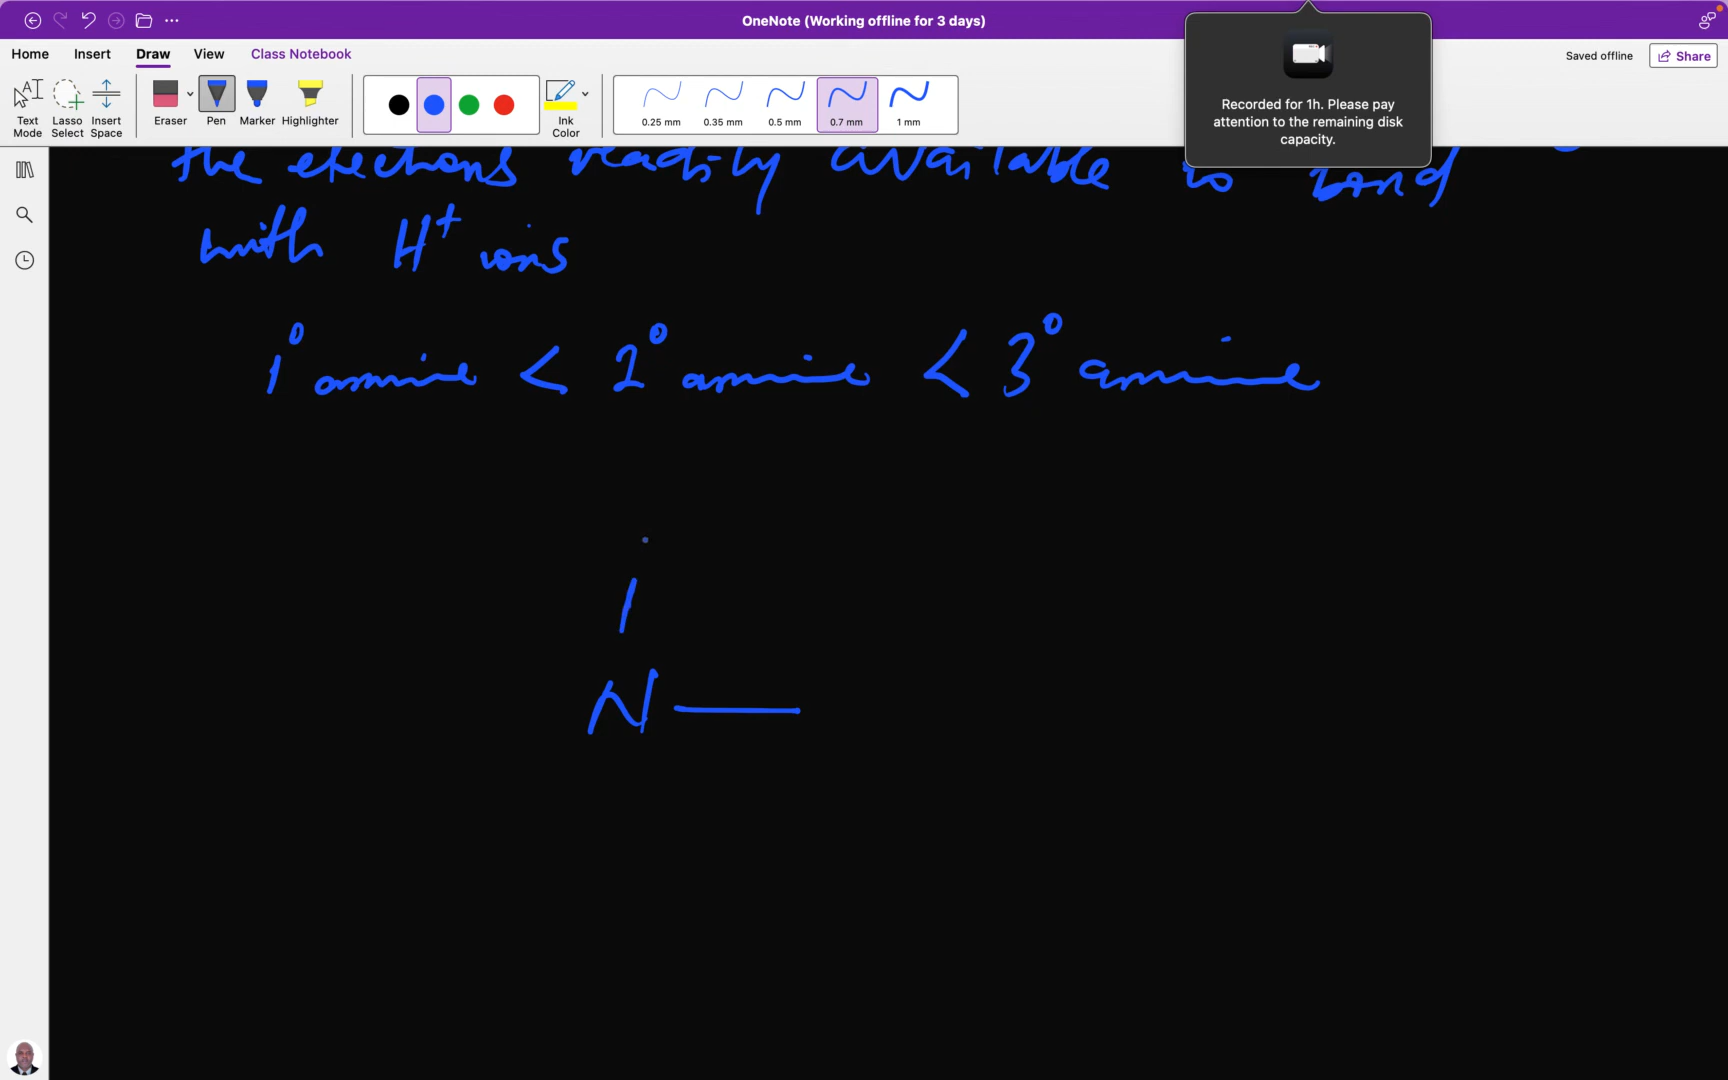 OneNote (Working offline for 3 days)
Home Insert Draw View Class Notebook
Saved offline Share
Text Mode
Lasso Select
Insert Space
Eraser
Pen
Marker
Highlighter
Ink Color
0.25 mm
0.35 mm
0.5 mm
0.7 mm
1 mm
Recorded for 1h. Please pay
attention to the remaining disk
capacity.
the electrons readily available to bond
with H⁺ ions
1⁰ amine < 2⁰ amine < 3⁰ amine
N